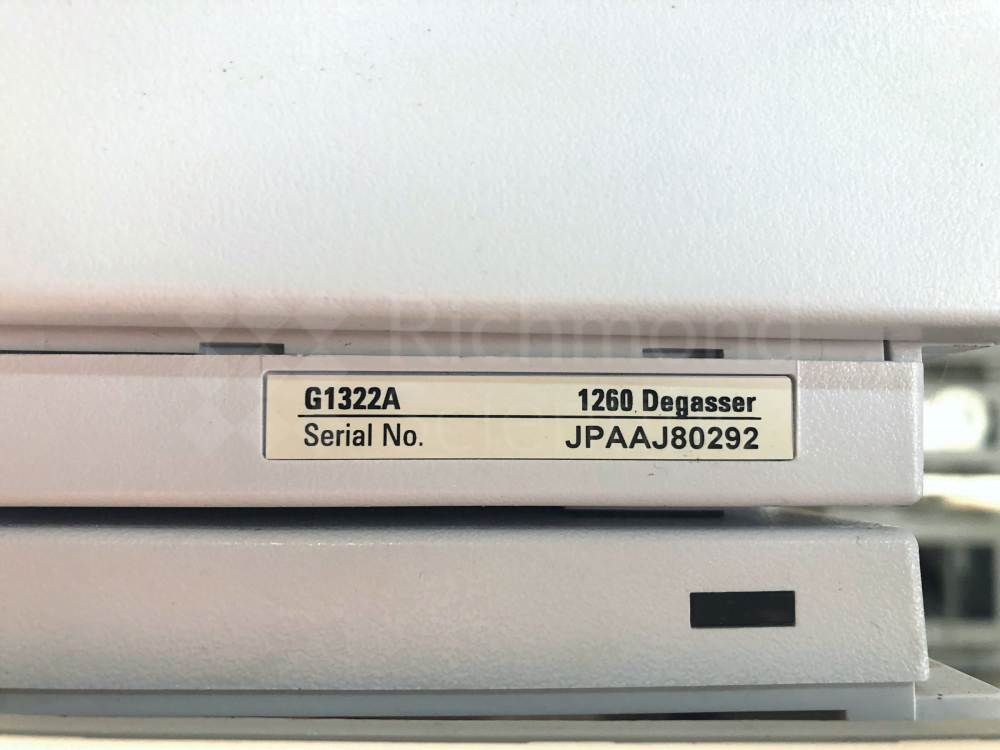 Richmond
G1322A 1260 Degasser
Serial No. JPAAJ80292